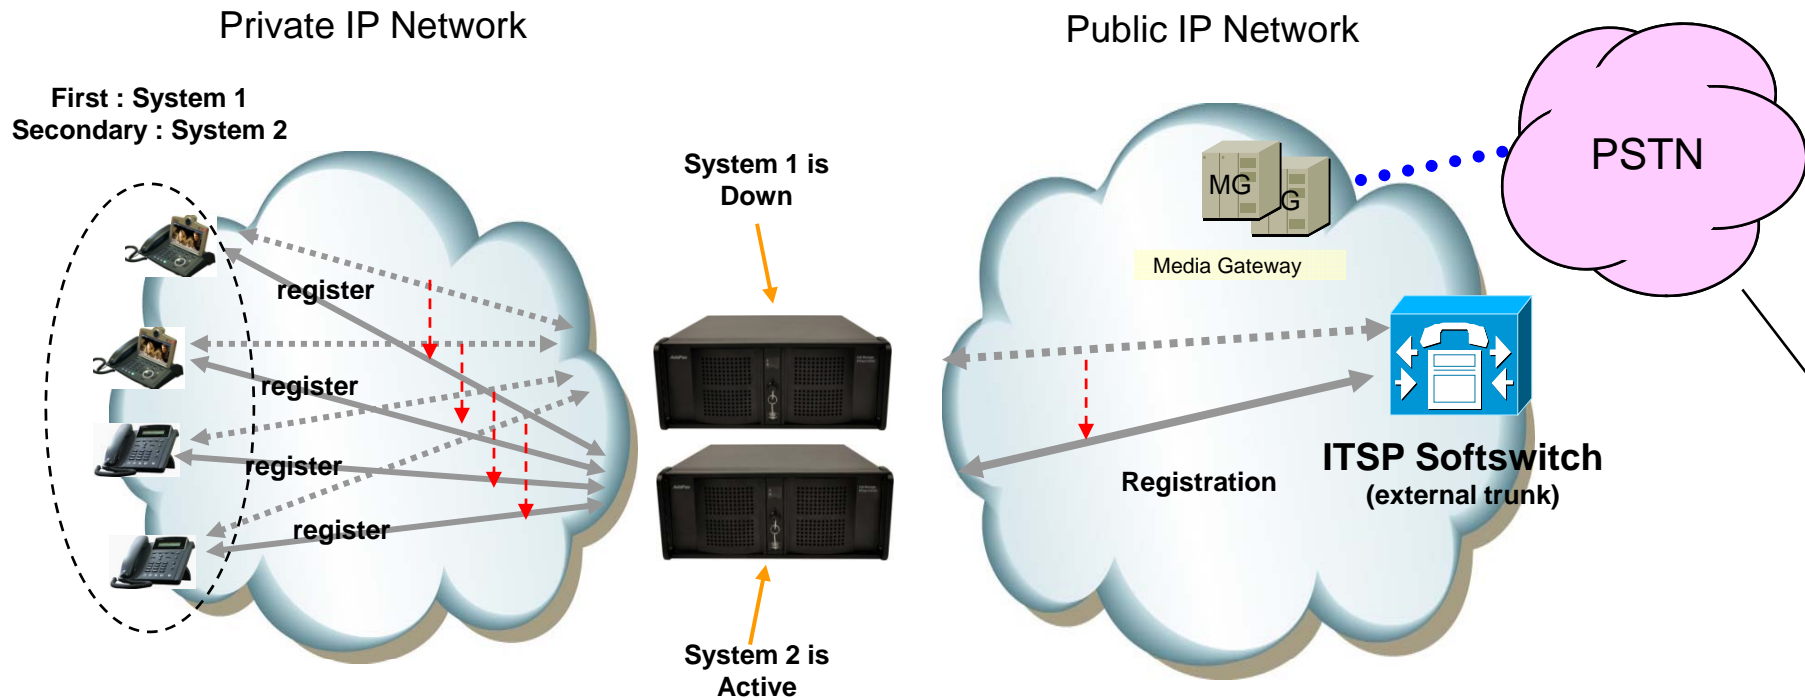 Private IP Network
Public IP Network
First : System 1
Secondary : System 2
System 1 is
Down
PSTN
MG
G
Media Gateway
register
register
register
register
ITSP Softswitch
(external trunk)
Registration
System 2 is
Active